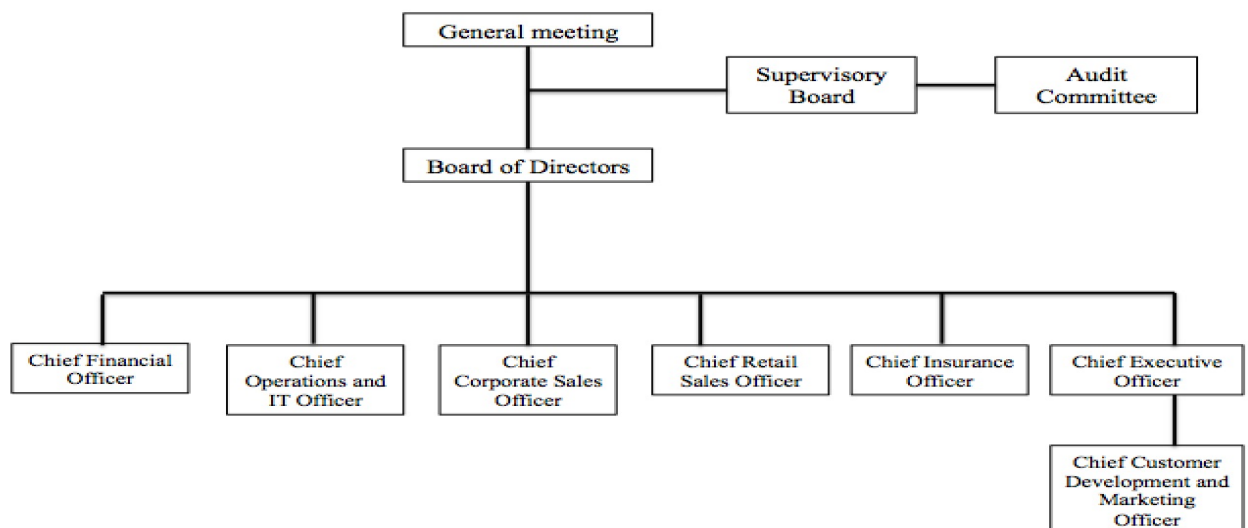 General meeting
Supervisory
Board
Audit
Committee
Board of Directors
Chief Financial
Officer
Chief
Operations and
IT Officer
Chief
Corporate Sales
Officer
Chief Retail
Sales Officer
Chief Insurance
Officer
Chief Executive
Officer
Chief Customer
Development and
Marketing
Officer